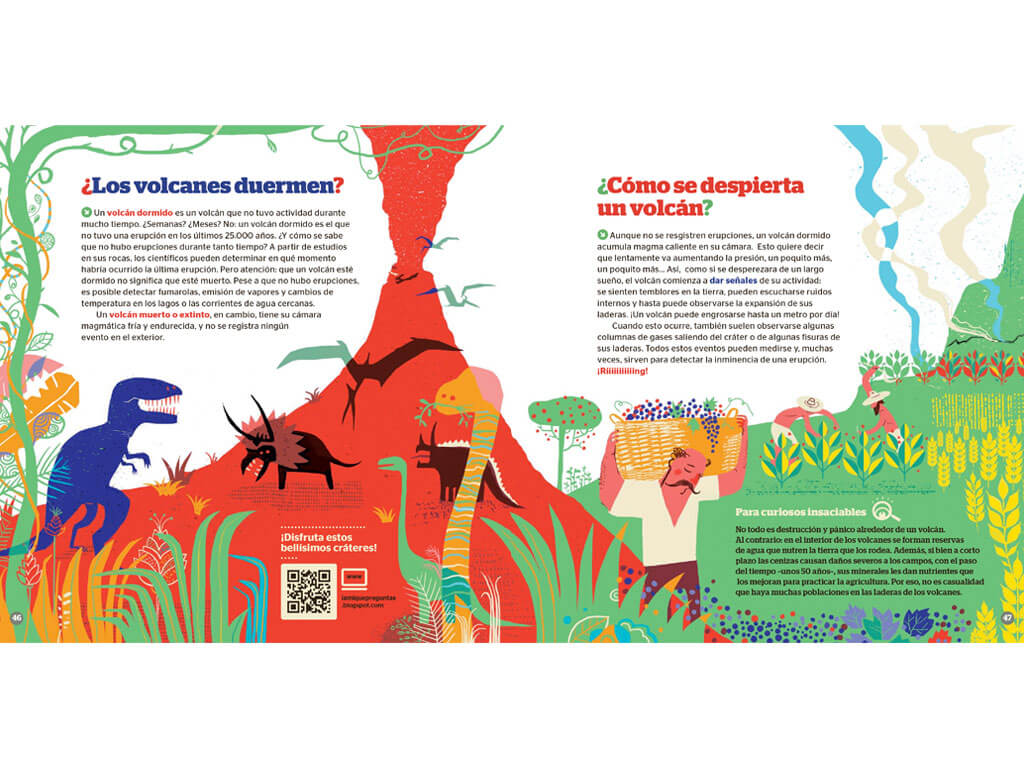 ¿Los volcanes duermen?
Un volcán dormido es un volcán que no tuvo actividad durante
mucho tiempo. ¿Semanas? ¿Meses? No: un volcán dormido es el que
no tuvo una erupción en los últimos 25.000 años. ¿Y cómo se sabe
que no hubo erupciones durante tanto tiempo? A partir de estudios
en sus rocas, los científicos pueden determinar en qué momento
habría ocurrido la última erupción. Pero atención: que un volcán esté
dormido no significa que esté muerto. Pese a que no hubo erupciones,
es posible detectar fumarolas, emisión de vapores y cambios de
temperatura en los lagos o las corrientes de agua cercanas.
Un volcán muerto o extinto, en cambio, tiene su cámara
magmática fría y endurecida, y no se registra ningún
evento en el exterior.
¡Disfruta estos
bellísimos cráteres!
www
iamiquepreguntas
.blogspot.com
46
¿Cómo se despierta
un volcán?
Aunque no se resgistren erupciones, un volcán dormido
acumula magma caliente en su cámara. Esto quiere decir
que lentamente va aumentando la presión, un poquito más,
un poquito más... Así, como si se desperezara de un largo
sueño, el volcán comienza a dar señales de su actividad:
se sienten temblores en la tierra, pueden escucharse ruidos
internos y hasta puede observarse la expansión de sus
laderas. ¡Un volcán puede engrosarse hasta un metro por día!
Cuando esto ocurre, también suelen observarse algunas
columnas de gases saliendo del cráter o de algunas fisuras de
sus laderas. Todos estos eventos pueden medirse y, muchas
veces, sirven para detectar la inminencia de una erupción.
¡Riiiiiiiiiing!
Para curiosos insaciables
No todo es destrucción y pánico alrededor de un volcán.
Al contrario: en el interior de los volcanes se forman reservas
de agua que nutren la tierra que los rodea. Además, si bien a corto
plazo las cenizas causan daños severos a los campos, con el paso
del tiempo –unos 50 años–, sus minerales les dan nutrientes que
los mejoran para practicar la agricultura. Por eso, no es casualidad
que haya muchas poblaciones en las laderas de los volcanes.
47